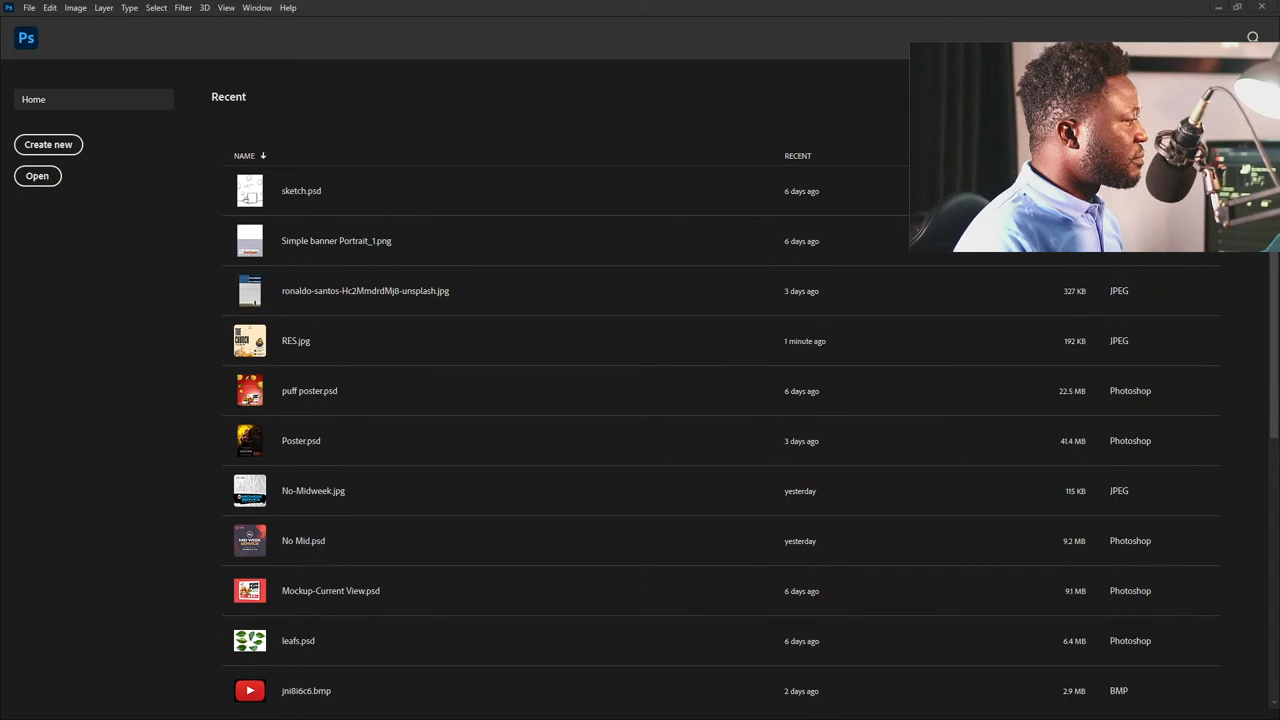 Ps File Edit Image Layer Type Select Filter 3D View Window Help
Ps
Home
Recent
Create new
Open
NAME RECENT
sketch.psd 6 days ago
Simple banner Portrait_1.png 6 days ago
ronaldo-santos-Hc2MmdrdMj8-unsplash.jpg 3 days ago 327 KB JPEG
RES.jpg 1 minute ago 192 KB JPEG
puff poster.psd 6 days ago 22.5 MB Photoshop
Poster.psd 3 days ago 41.4 MB Photoshop
No-Midweek.jpg yesterday 115 KB JPEG
No Mid.psd yesterday 9.2 MB Photoshop
Mockup-Current View.psd 6 days ago 9.1 MB Photoshop
leafs.psd 6 days ago 6.4 MB Photoshop
jni8i6c6.bmp 2 days ago 2.9 MB BMP